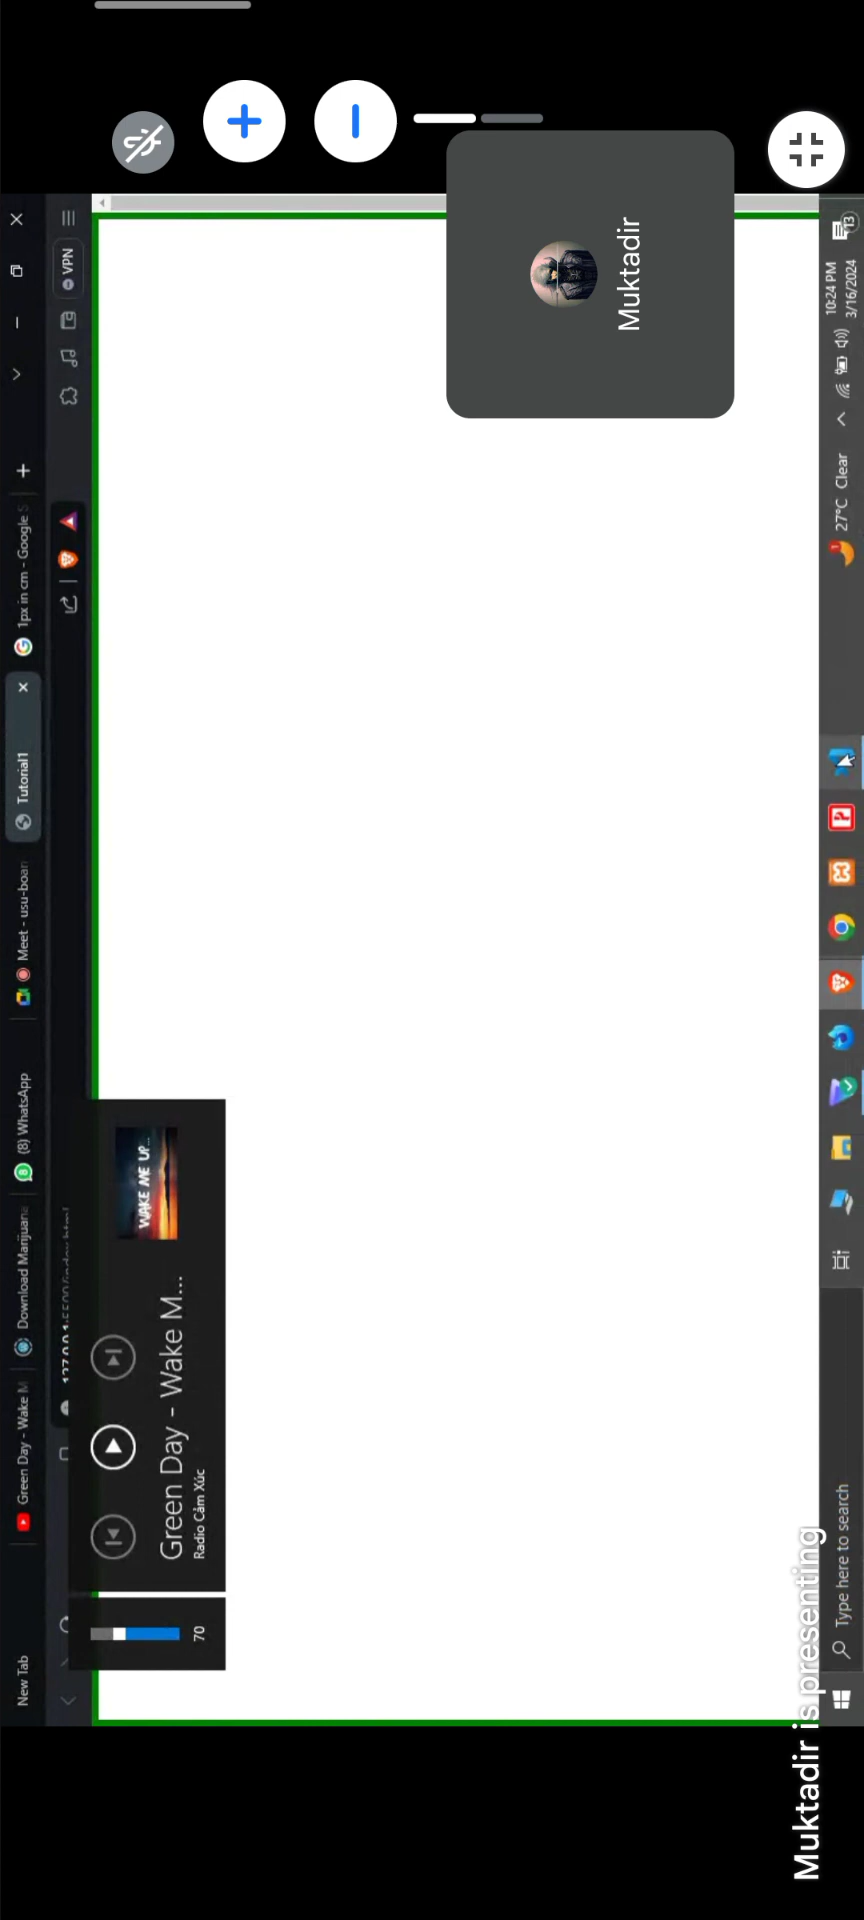 Green Day - Wake M
Download Marijuana
(8) WhatsApp
Meet - usu-boar
Tutorial1
1px in cm - Google S
New Tab
VPN
70
Green Day - Wake M...
Radio Cảm Xúc
WAKE ME UP...
Muktadir
Type here to search
27°C Clear
10:24 PM
3/16/2024
13
Muktadir is presenting